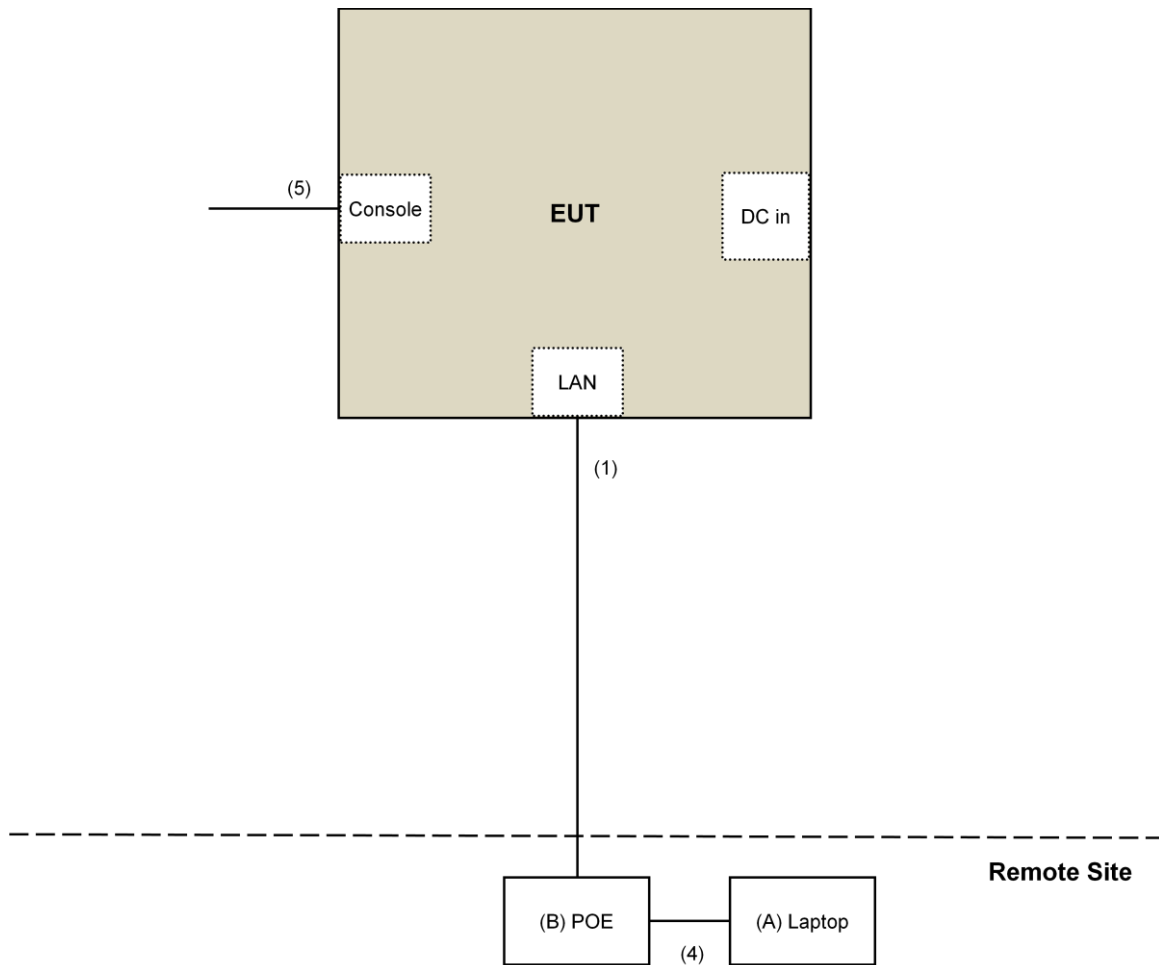 (5)
Console
EUT
DC in
LAN
(1)
Remote Site
(B) POE
(A) Laptop
(4)